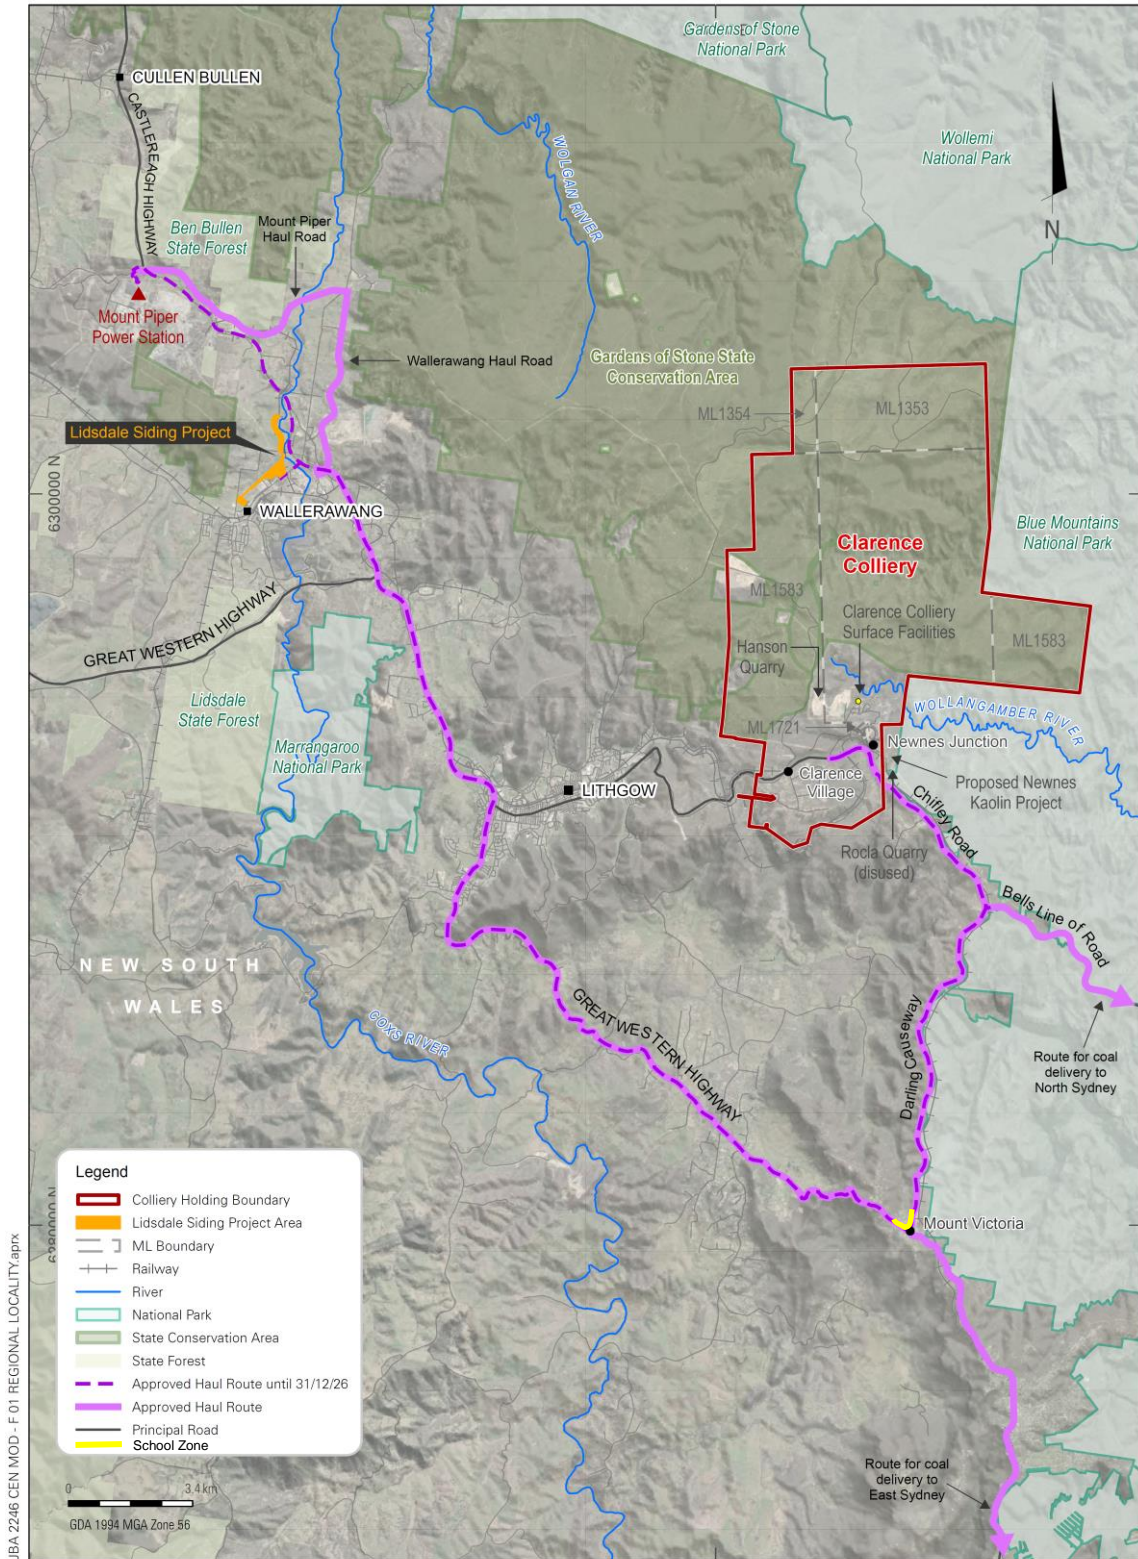 Gardens of Stone
National Park
CULLEN BULLEN
CASTLEREAGH HIGHWAY
WOLGAN RIVER
Wollemi
National Park
N
Ben Bullen
State Forest
Mount Piper
Haul Road
Mount Piper
Power Station
Wallerawang Haul Road
Gardens of Stone State
Conservation Area
ML1354
ML1353
Lidsdale Siding Project
6300000 N
WALLERAWANG
Blue Mountains
National Park
Clarence
Colliery
ML1583
Clarence Colliery
Surface Facilities
ML1583
Hanson
Quarry
GREAT WESTERN HIGHWAY
Lidsdale
State Forest
WOLLANGAMBER RIVER
ML1721
Newnes Junction
Marrangaroo
National Park
Clarence
Village
Proposed Newnes
Kaolin Project
LITHGOW
Chifley Road
Rocla Quarry
(disused)
Bells Line of Road
NEW SOUTH
WALES
COXS RIVER
GREAT WESTERN HIGHWAY
Darling Causeway
Route for coal
delivery to
North Sydney
Legend
Colliery Holding Boundary
Lidsdale Siding Project Area
ML Boundary
Railway
River
National Park
State Conservation Area
State Forest
Approved Haul Route until 31/12/26
Approved Haul Route
Principal Road
School Zone
6280000 N
Mount Victoria
Route for coal
delivery to
East Sydney
0 3.4 km
GDA 1994 MGA Zone 56
JBA 2246 CEN MOD - F 01 REGIONAL LOCALITY.aprx